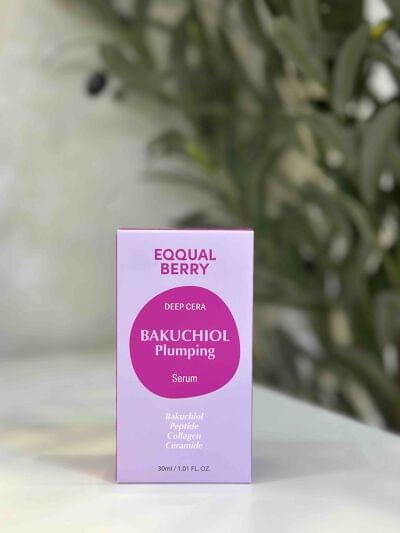 EQQUAL
BERRY
DEEP CERA
BAKUCHIOL
Plumping
Serum
Bakuchiol
Peptide
Collagen
Ceramide
30ml / 1.01 FL. OZ.